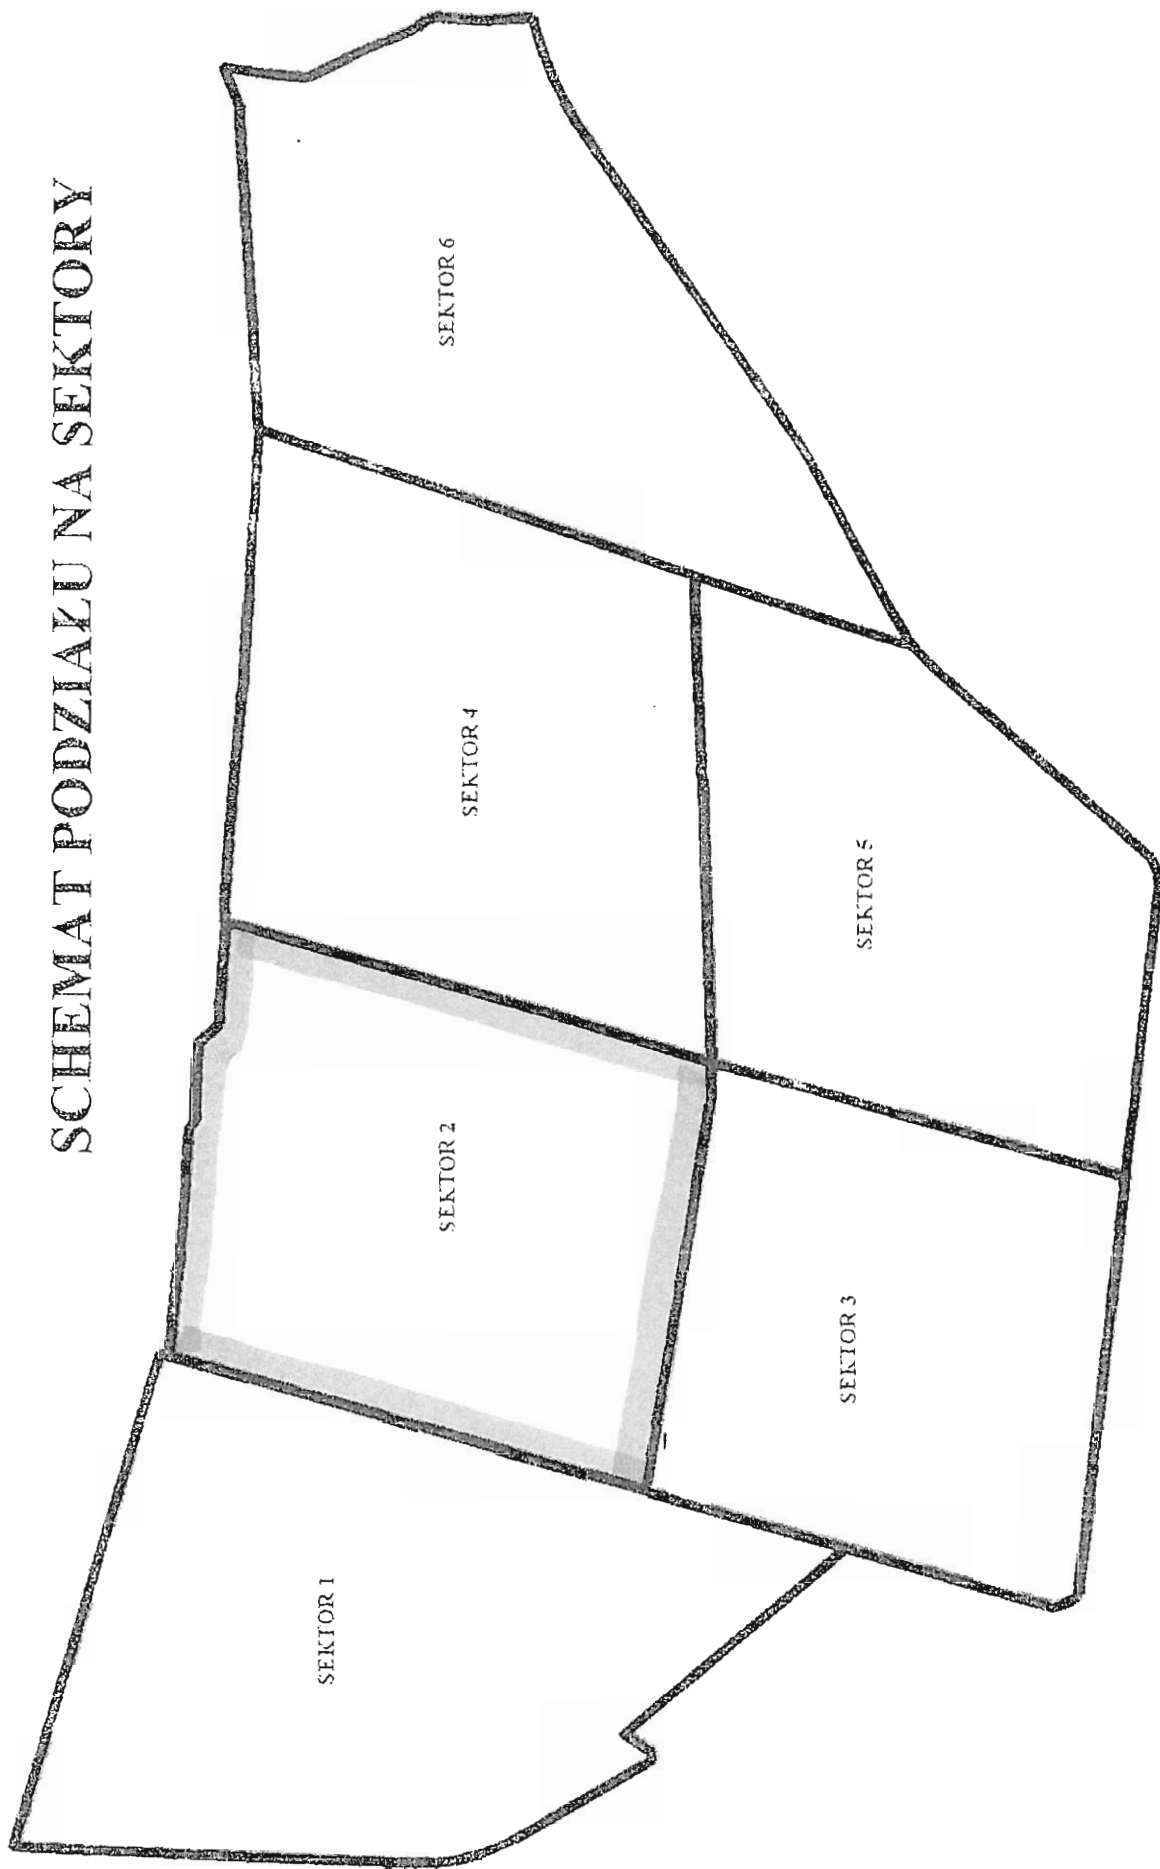 SCHEMAT PODZIAŁU NA SEKTORY
SEKTOR 1
SEKTOR 2
SEKTOR 3
SEKTOR 4
SEKTOR 5
SEKTOR 6